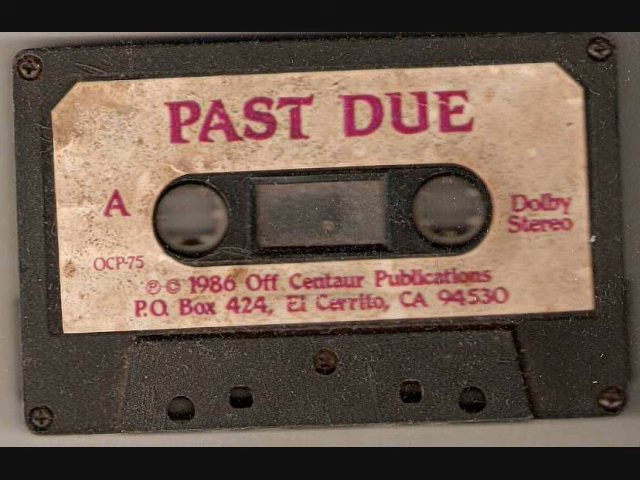 PAST DUE
A
Dolby
Stereo
OCP-75
℗ © 1986 Off Centaur Publications
P.O. Box 424, El Cerrito, CA 94530